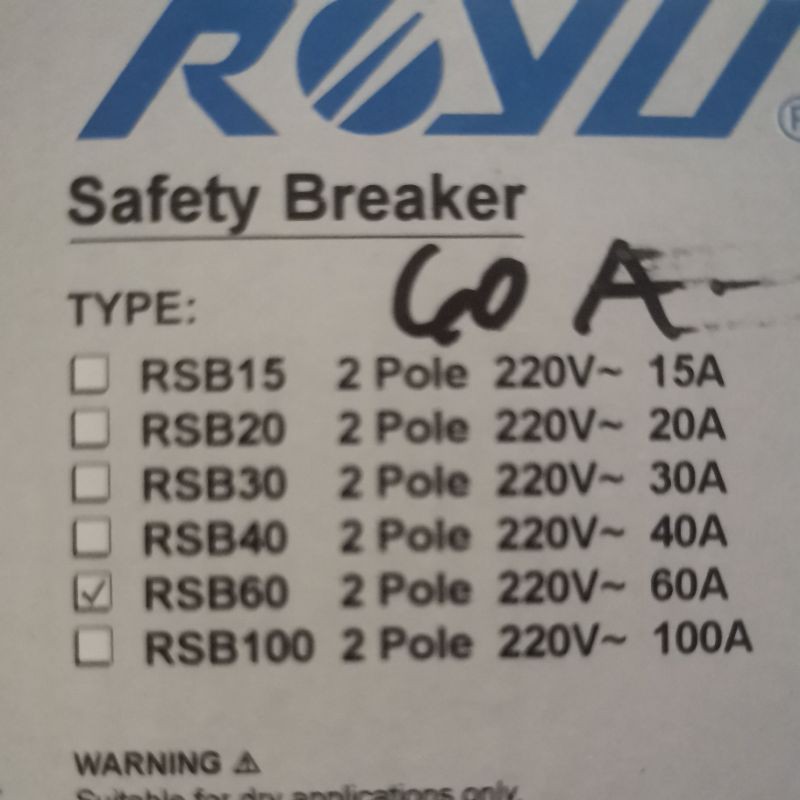 ROYU ®
Safety Breaker
60 A
TYPE:
RSB15 2 Pole 220V~ 15A
RSB20 2 Pole 220V~ 20A
RSB30 2 Pole 220V~ 30A
RSB40 2 Pole 220V~ 40A
RSB60 2 Pole 220V~ 60A
RSB100 2 Pole 220V~ 100A
WARNING ⚠
Suitable for dry applications only.